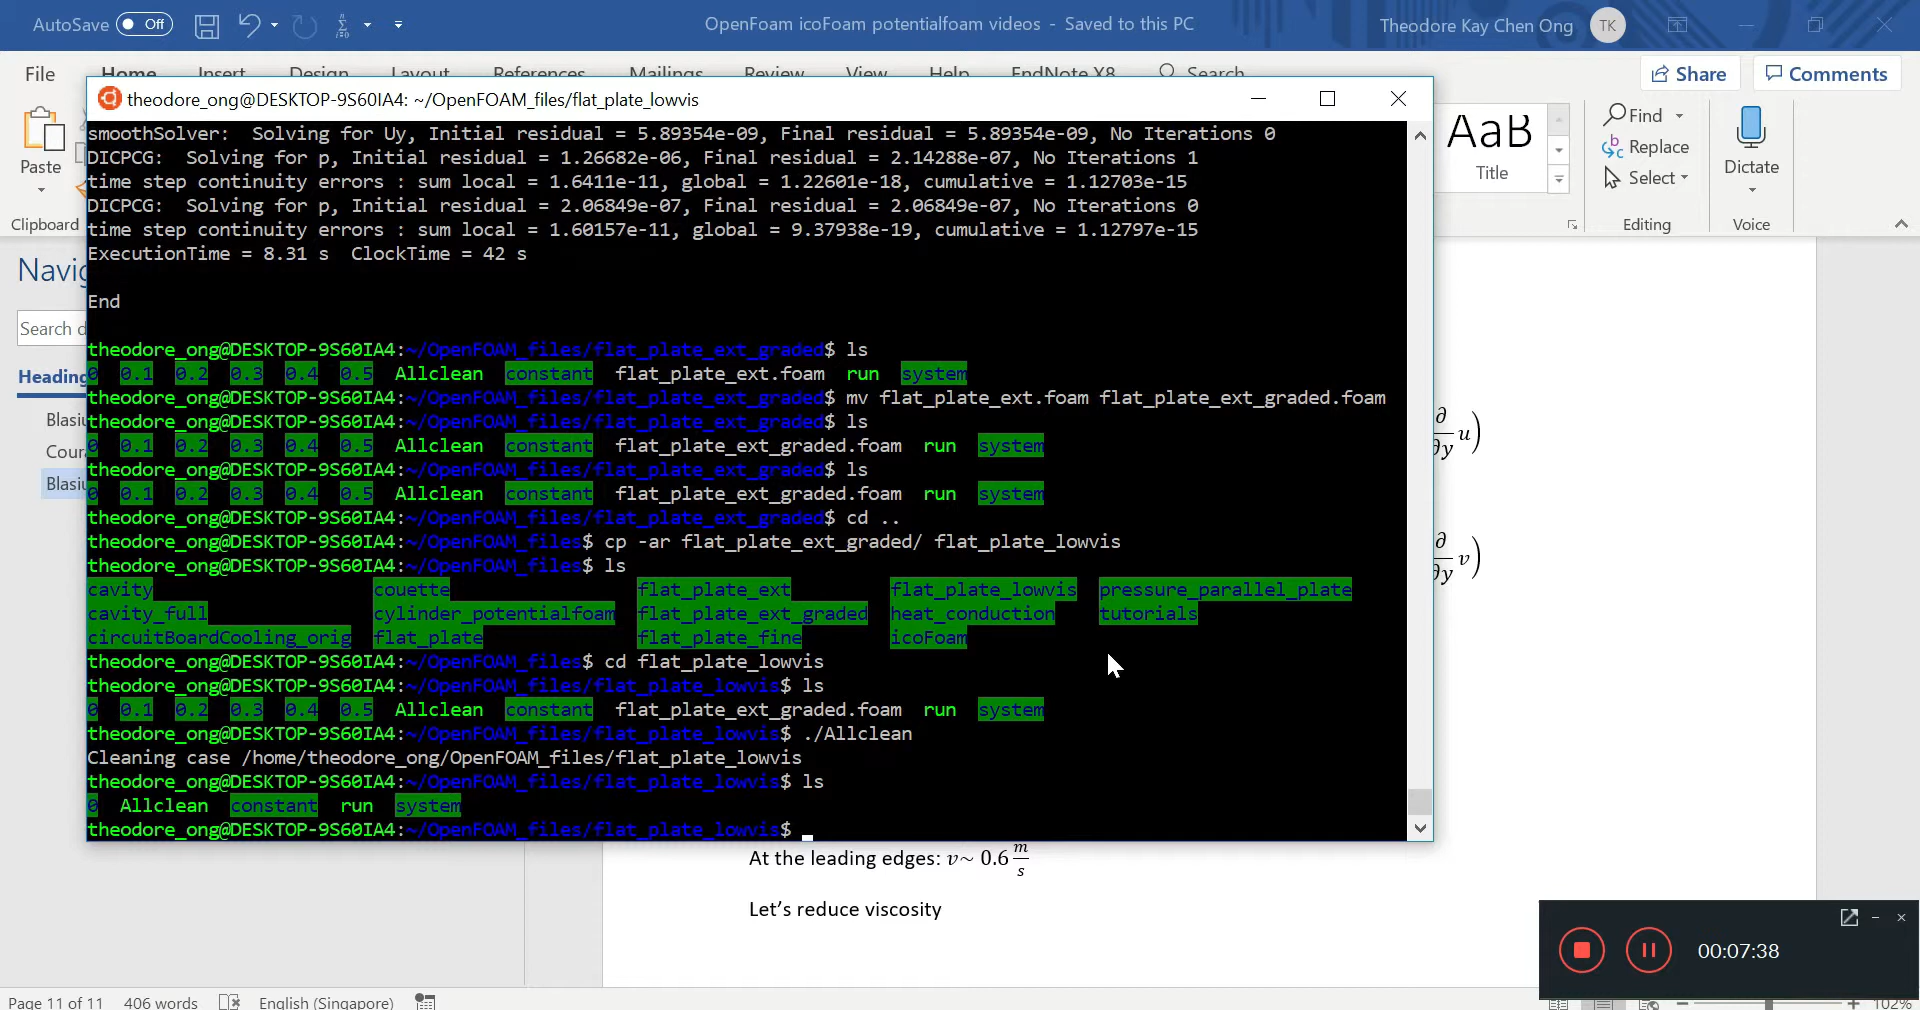 AutoSave Off
OpenFoam icoFoam potentialfoam videos - Saved to this PC
Theodore Kay Chen Ong TK
File Home Insert Design Layout References Mailings Review View Help EndNote X8 Search
Share Comments
theodore_ong@DESKTOP-9S60IA4: ~/OpenFOAM_files/flat_plate_lowvis
Paste
Clipboard
AaB
Title
Find
Replace
Select
Editing
Dictate
Voice
Search d
Heading
Blasiu
Blasiu
smoothSolver:  Solving for Uy, Initial residual = 5.89354e-09, Final residual = 5.89354e-09, No Iterations 0
DICPCG:  Solving for p, Initial residual = 1.26682e-06, Final residual = 2.14288e-07, No Iterations 1
time step continuity errors : sum local = 1.6411e-11, global = 1.22601e-18, cumulative = 1.12703e-15
DICPCG:  Solving for p, Initial residual = 2.06849e-07, Final residual = 2.06849e-07, No Iterations 0
time step continuity errors : sum local = 1.60157e-11, global = 9.37938e-19, cumulative = 1.12797e-15
ExecutionTime = 8.31 s  ClockTime = 42 s
End
theodore_ong@DESKTOP-9S60IA4:~/OpenFOAM_files/flat_plate_ext_graded$ ls
0 0.1 0.2 0.3 0.4 0.5 Allclean constant flat_plate_ext.foam run system
theodore_ong@DESKTOP-9S60IA4:~/OpenFOAM_files/flat_plate_ext_graded$ mv flat_plate_ext.foam flat_plate_ext_graded.foam
theodore_ong@DESKTOP-9S60IA4:~/OpenFOAM_files/flat_plate_ext_graded$ ls
0 0.1 0.2 0.3 0.4 0.5 Allclean constant flat_plate_ext_graded.foam run system
theodore_ong@DESKTOP-9S60IA4:~/OpenFOAM_files/flat_plate_ext_graded$ ls
0 0.1 0.2 0.3 0.4 0.5 Allclean constant flat_plate_ext_graded.foam run system
theodore_ong@DESKTOP-9S60IA4:~/OpenFOAM_files/flat_plate_ext_graded$ cd ..
theodore_ong@DESKTOP-9S60IA4:~/OpenFOAM_files$ cp -ar flat_plate_ext_graded/ flat_plate_lowvis
theodore_ong@DESKTOP-9S60IA4:~/OpenFOAM_files$ ls
cavity couette flat_plate_ext flat_plate_lowvis pressure_parallel_plate
cavity_full cylinder_potentialfoam flat_plate_ext_graded heat_conduction tutorials
circuitBoardCooling_orig flat_plate flat_plate_fine icoFoam
theodore_ong@DESKTOP-9S60IA4:~/OpenFOAM_files$ cd flat_plate_lowvis
theodore_ong@DESKTOP-9S60IA4:~/OpenFOAM_files/flat_plate_lowvis$ ls
0 0.1 0.2 0.3 0.4 0.5 Allclean constant flat_plate_ext_graded.foam run system
theodore_ong@DESKTOP-9S60IA4:~/OpenFOAM_files/flat_plate_lowvis$ ./Allclean
Cleaning case /home/theodore_ong/OpenFOAM_files/flat_plate_lowvis
theodore_ong@DESKTOP-9S60IA4:~/OpenFOAM_files/flat_plate_lowvis$ ls
0 Allclean constant run system
theodore_ong@DESKTOP-9S60IA4:~/OpenFOAM_files/flat_plate_lowvis$
∂/∂y u)
∂/∂y v)
At the leading edges: v~ 0.6 m/s
Let’s reduce viscosity
00:07:38
Page 11 of 11 406 words English (Singapore)
102%